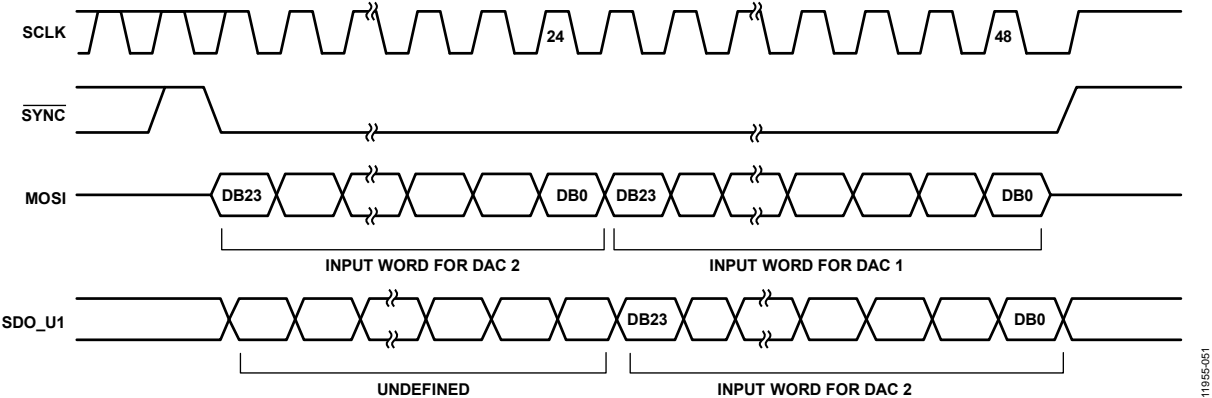 SCLK
24
48
SYNC
MOSI
DB23
DB0
DB23
DB0
INPUT WORD FOR DAC 2
INPUT WORD FOR DAC 1
SDO_U1
DB23
DB0
UNDEFINED
INPUT WORD FOR DAC 2
11955-051